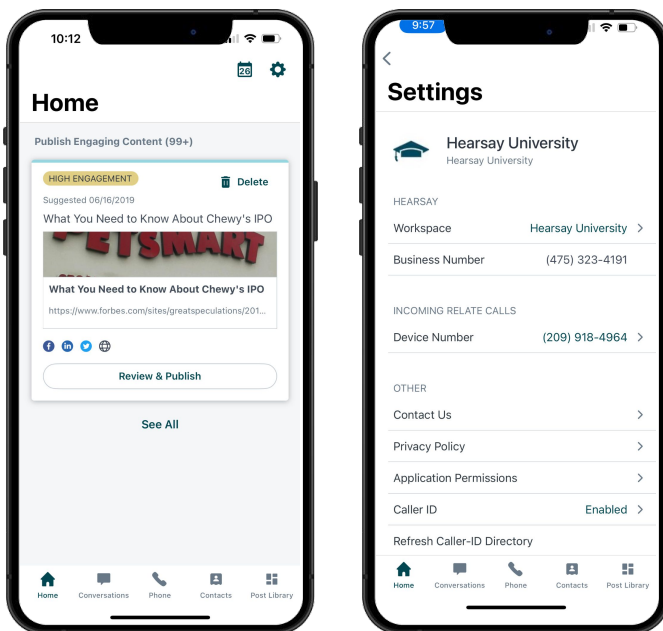 10:12
26
Home
Publish Engaging Content (99+)
HIGH ENGAGEMENT
Delete
Suggested 06/16/2019
What You Need to Know About Chewy's IPO
PETSMART
What You Need to Know About Chewy's IPO
https://www.forbes.com/sites/greatspeculations/201...
Review & Publish
See All
Home Conversations Phone Contacts Post Library
9:57
Settings
Hearsay University
Hearsay University
HEARSAY
Workspace Hearsay University
Business Number (475) 323-4191
INCOMING RELATE CALLS
Device Number (209) 918-4964
OTHER
Contact Us
Privacy Policy
Application Permissions
Caller ID Enabled
Refresh Caller-ID Directory
Home Conversations Phone Contacts Post Library